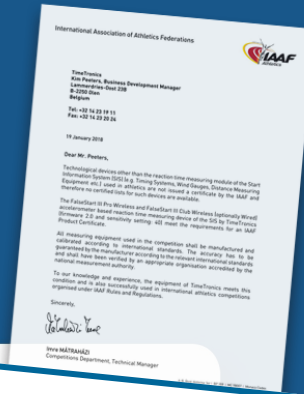 International Association of Athletics Federations
IAAF
ATHLETICS
TimeTronics
Kim Peeters, Business Development Manager
Lammerdries-Oost 23B
B-2250 Olen
Belgium
Tel: +32 14 23 19 11
Fax: +32 14 23 20 24
19 January 2018
Dear Mr. Peeters,
Technological devices other than the reaction time measuring module of the Start
Information System (SIS) (e.g. Timing Systems, Wind Gauges, Distance Measuring
Equipment etc.) used in athletics are not issued a certificate by the IAAF and
therefore no certified lists for such devices are available.
The FalseStart III Pro Wireless and FalseStart III Club Wireless (optionally Wired)
accelerometer based reaction time measuring device of the SIS by TimeTronics
(firmware 2.0 and sensivity setting: 40) meet the requirements for an IAAF
Product Certificate.
All measuring equipment used in the competition shall be manufactured and
calibrated according to international standards. The accuracy has to be
guaranteed by the manufacturer according to the relevant international standards
and shall have been verified by an appropriate organisation accredited by the
national measurement authority.
To our knowledge and experience, the equipment of TimeTronics meets this
condition and is also successfully used in international athletics competitions
organised under IAAF Rules and Regulations.
Sincerely,
Imre MÁTRAHÁZI
Competitions Department, Technical Manager